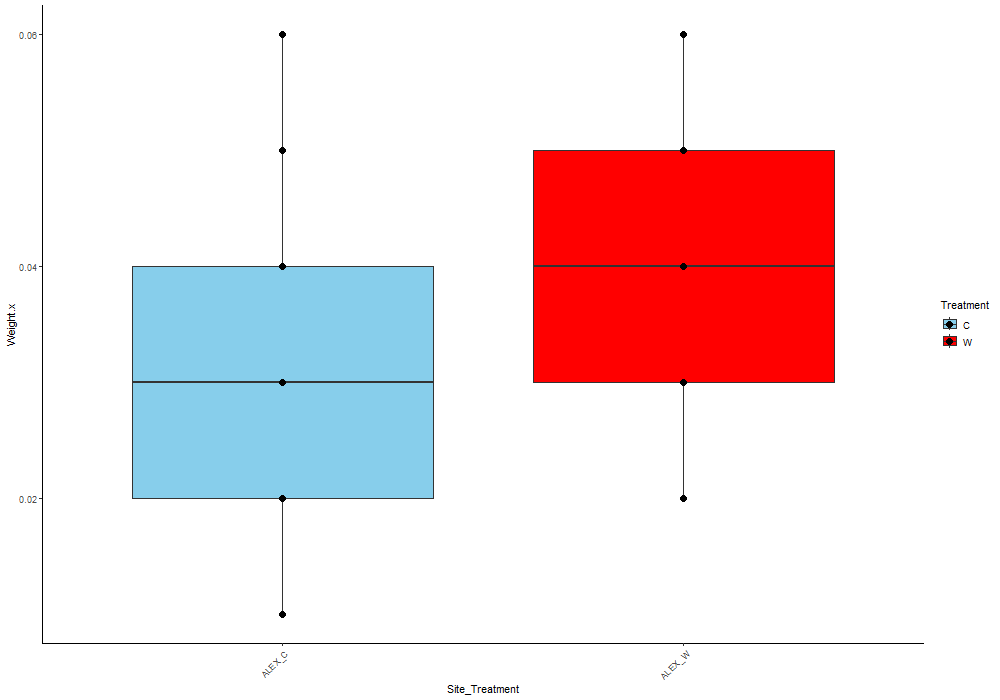 Weight.x
0.06
0.04
0.02
ALEX_C
ALEX_W
Site_Treatment
Treatment
C
W